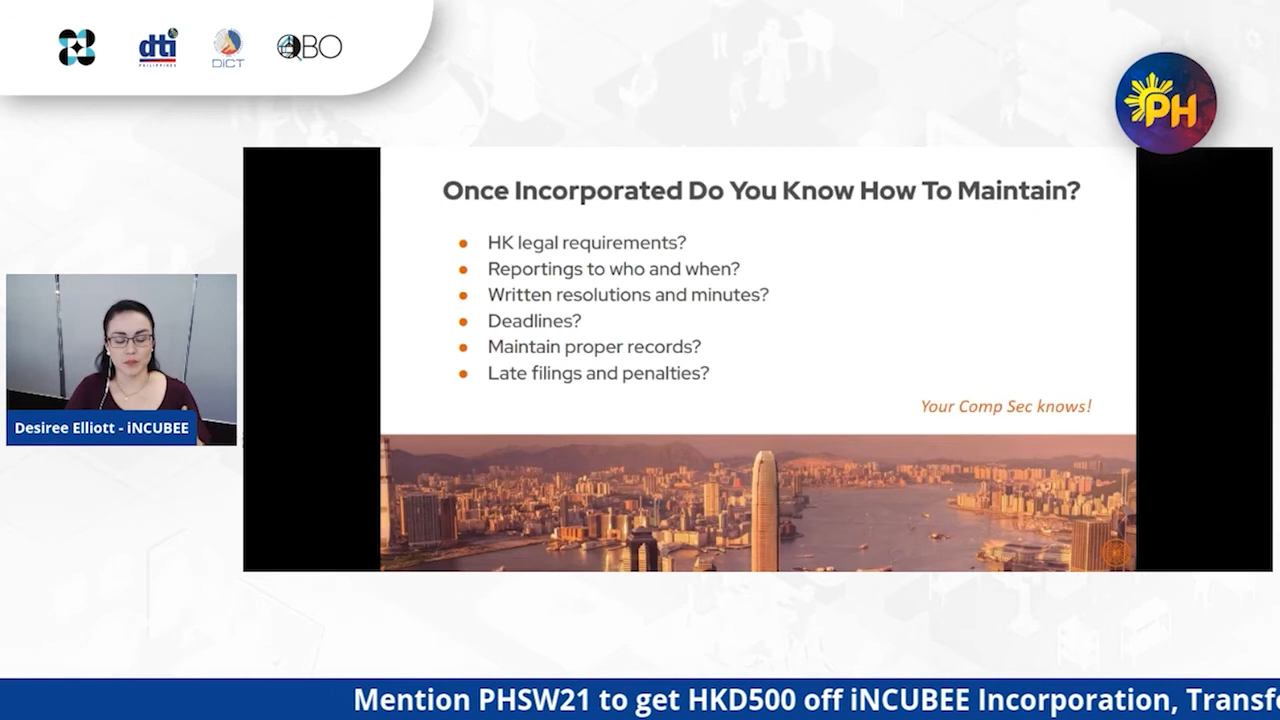 dti
PHILIPPINES
DICT
QBO
PH
Once Incorporated Do You Know How To Maintain?
HK legal requirements?
Reportings to who and when?
Written resolutions and minutes?
Deadlines?
Maintain proper records?
Late filings and penalties?
Your Comp Sec knows!
Desiree Elliott - iNCUBEE
Mention PHSW21 to get HKD500 off iNCUBEE Incorporation, Transf